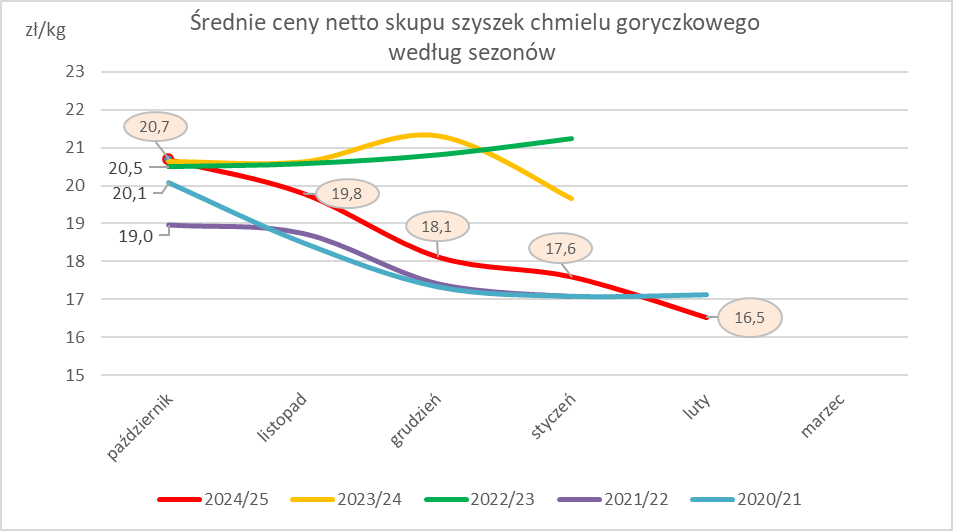 Średnie ceny netto skupu szyszek chmielu goryczkowego
według sezonów
zł/kg
23
22
21
20
19
18
17
16
15
20,7
20,5
20,1
19,0
19,8
18,1
17,6
16,5
październik
listopad
grudzień
styczeń
luty
marzec
2024/25 2023/24 2022/23 2021/22 2020/21